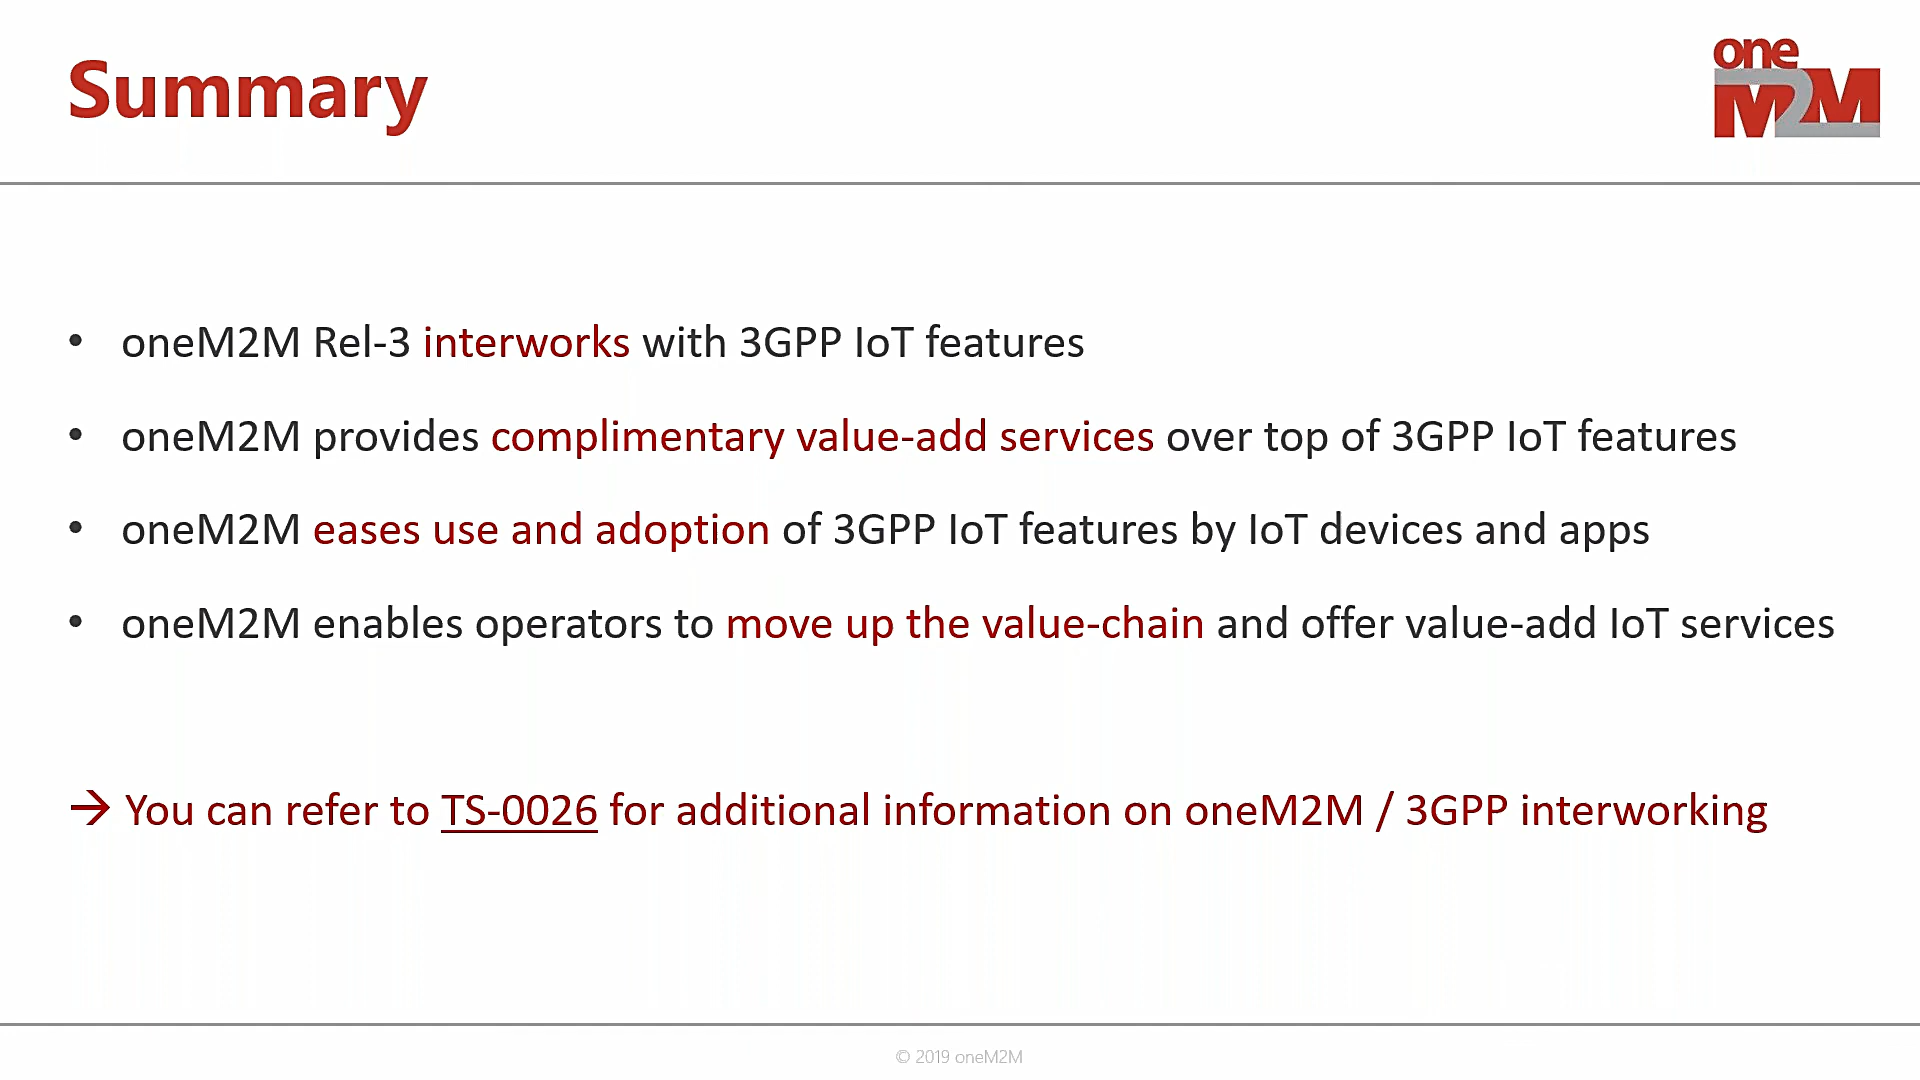 Summary
one
M2M
• oneM2M Rel-3 interworks with 3GPP IoT features
• oneM2M provides complimentary value-add services over top of 3GPP IoT features
• oneM2M eases use and adoption of 3GPP IoT features by IoT devices and apps
• oneM2M enables operators to move up the value-chain and offer value-add IoT services
→ You can refer to TS-0026 for additional information on oneM2M / 3GPP interworking
© 2019 oneM2M